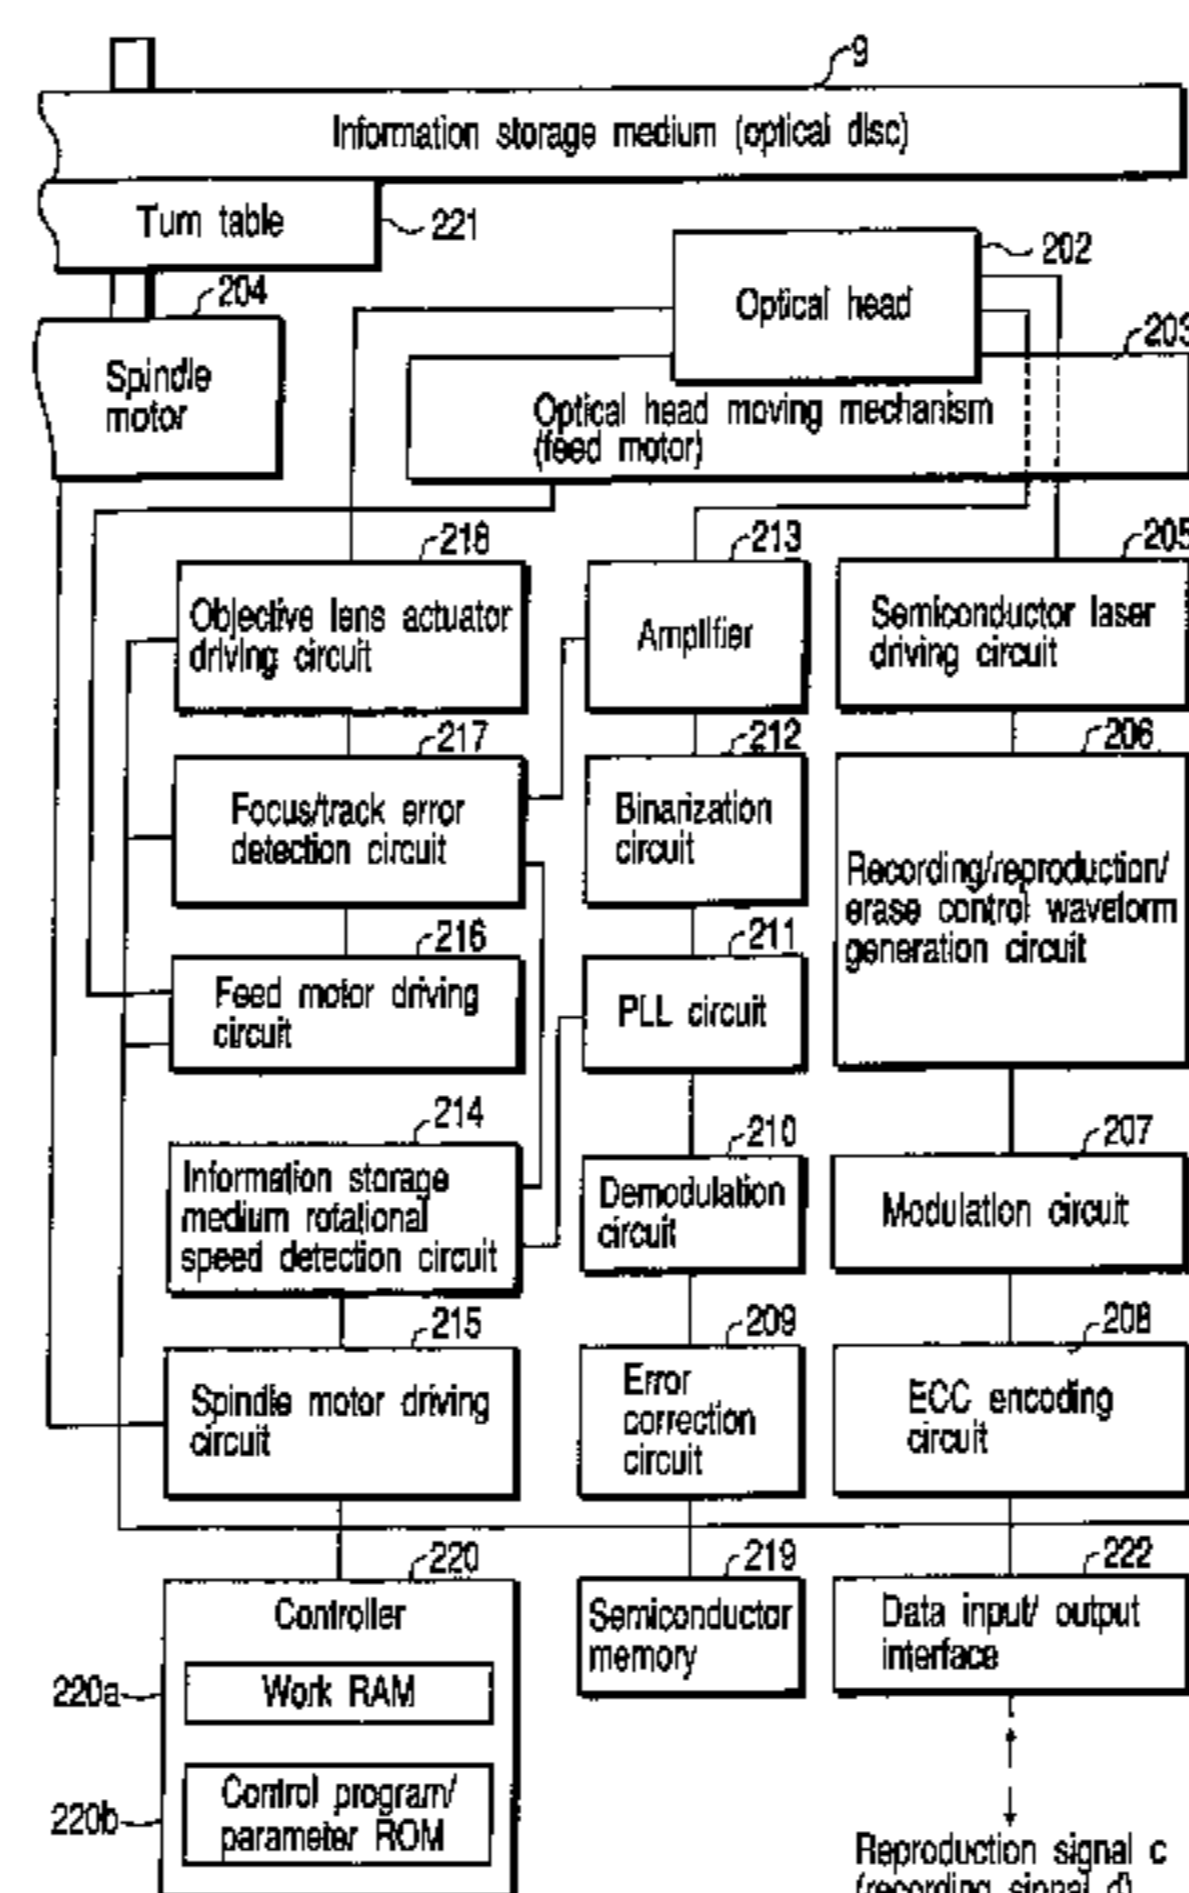 9
Information storage medium (optical disc)
Turn table
221
202
Optical head
204
203
Spindle
motor
Optical head moving mechanism
(feed motor)
218
213
205
Objective lens actuator
driving circuit
Amplifier
Semiconductor laser
driving circuit
217
212
206
Focus/track error
detection circuit
Binarization
circuit
Recording/reproduction/
erase control waveform
generation circuit
216
211
Feed motor driving
circuit
PLL circuit
214
210
207
Information storage
medium rotational
speed detection circuit
Demodulation
circuit
Modulation circuit
215
209
208
Spindle motor driving
circuit
Error
correction
circuit
ECC encoding
circuit
220
219
222
Controller
Semiconductor
memory
Data input/ output
interface
220a
Work RAM
220b
Control program/
parameter ROM
Reproduction signal c
(recording signal d)